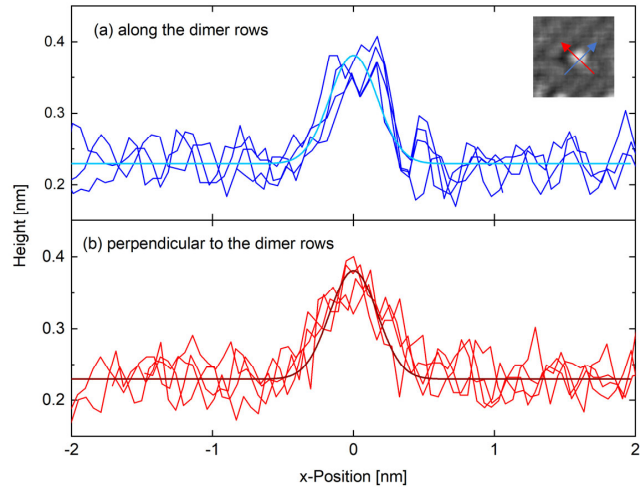 (a) along the dimer rows
0.4
0.3
0.2
Height [nm]
(b) perpendicular to the dimer rows
0.4
0.3
0.2
-2
-1
0
1
2
x-Position [nm]